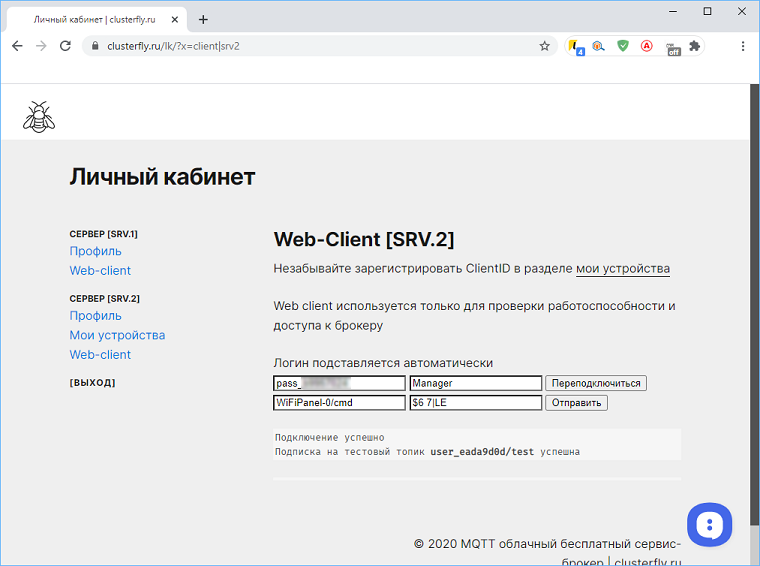 Личный кабинет | clusterfly.ru
clusterfly.ru/lk/?x=client|srv2
4
off
Личный кабинет
СЕРВЕР [SRV.1]
Профиль
Web-client
СЕРВЕР [SRV.2]
Профиль
Мои устройства
Web-client
[ВЫХОД]
Web-Client [SRV.2]
Незабывайте зарегистрировать ClientID в разделе мои устройства
Web client используется только для проверки работоспособности и
доступа к брокеру
Логин подставляется автоматически
pass_
Manager
Переподключиться
WiFiPanel-0/cmd
$6 7|LE
Отправить
Подключение успешно
Подписка на тестовый топик user_eada9d0d/test успешна
© 2020 MQTT облачный бесплатный сервис-
брокер | clusterfly.ru